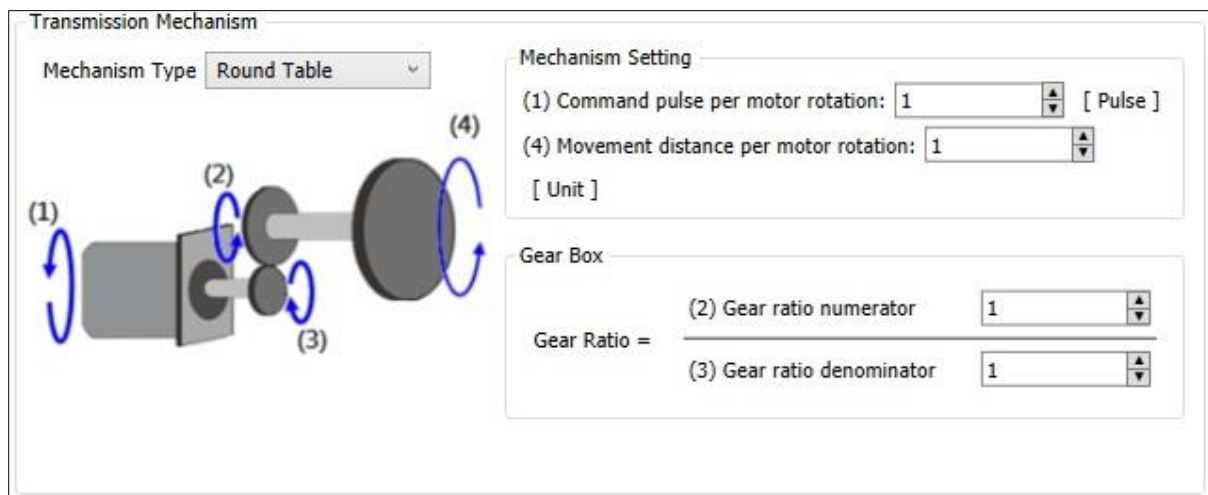 Transmission Mechanism
Mechanism Type Round Table
(1)
(2)
(3)
(4)
Mechanism Setting
(1) Command pulse per motor rotation: 1 [ Pulse ]
(4) Movement distance per motor rotation: 1
[ Unit ]
Gear Box
Gear Ratio =
(2) Gear ratio numerator 1
(3) Gear ratio denominator 1